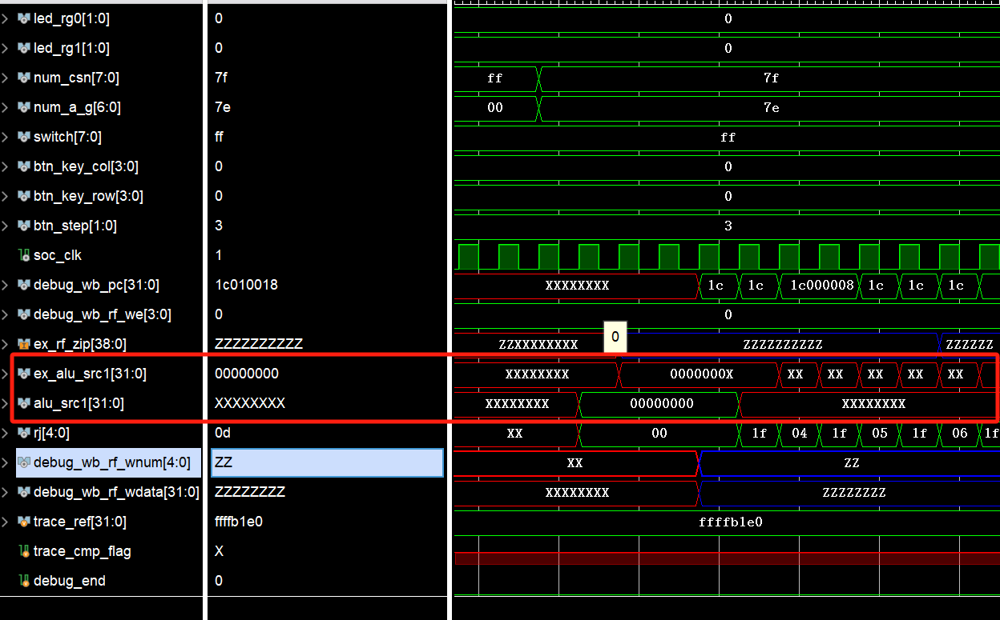 led_rg0[1:0] 0 0
led_rg1[1:0] 0 0
num_csn[7:0] 7f ff 7f
num_a_g[6:0] 7e 00 7e
switch[7:0] ff ff
btn_key_col[3:0] 0 0
btn_key_row[3:0] 0 0
btn_step[1:0] 3 3
soc_clk 1
debug_wb_pc[31:0] 1c010018 XXXXXXXX 1c 1c 1c000008 1c 1c 1c
debug_wb_rf_we[3:0] 0 0
0
ex_rf_zip[38:0] ZZZZZZZZZZ ZZXXXXXXXX ZZZZZZZZZZ ZZZZZZ
ex_alu_src1[31:0] 00000000 XXXXXXXX 0000000X XX XX XX XX XX
alu_src1[31:0] XXXXXXXX XXXXXXXX 00000000 XXXXXXXX
rj[4:0] 0d XX 00 1f 04 1f 05 1f 06 1f
debug_wb_rf_wnum[4:0] ZZ XX ZZ
debug_wb_rf_wdata[31:0] ZZZZZZZZ XXXXXXXX ZZZZZZZZ
trace_ref[31:0] ffffb1e0 ffffb1e0
trace_cmp_flag X
debug_end 0